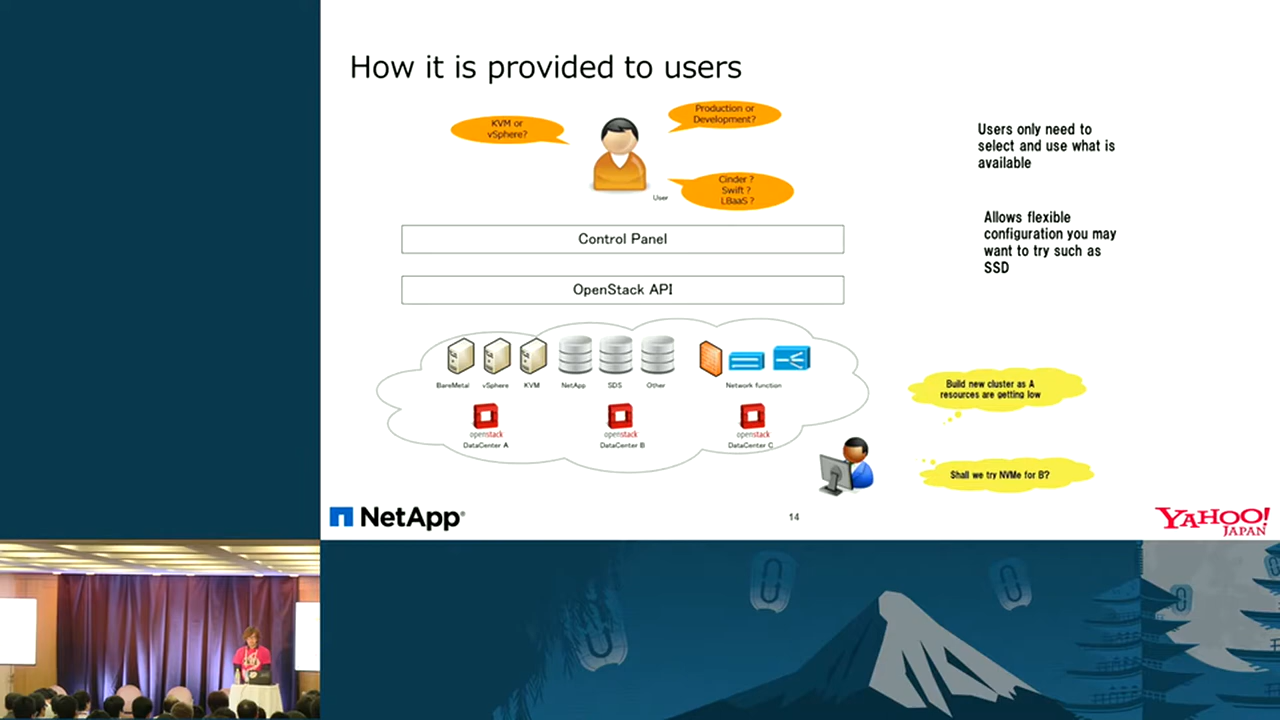 How it is provided to users
KVM or
vSphere?
Production or
Development?
Cinder ?
Swift ?
LBaaS ?
User
Users only need to
select and use what is
available
Allows flexible
configuration you may
want to try such as
SSD
Control Panel
OpenStack API
BareMetal
vSphere
KVM
NetApp
SDS
Other
Network function
openstack
DataCenter A
openstack
DataCenter B
openstack
DataCenter C
Build new cluster as A
resources are getting low
Shall we try NVMe for B?
NetApp®
14
YAHOO!
JAPAN